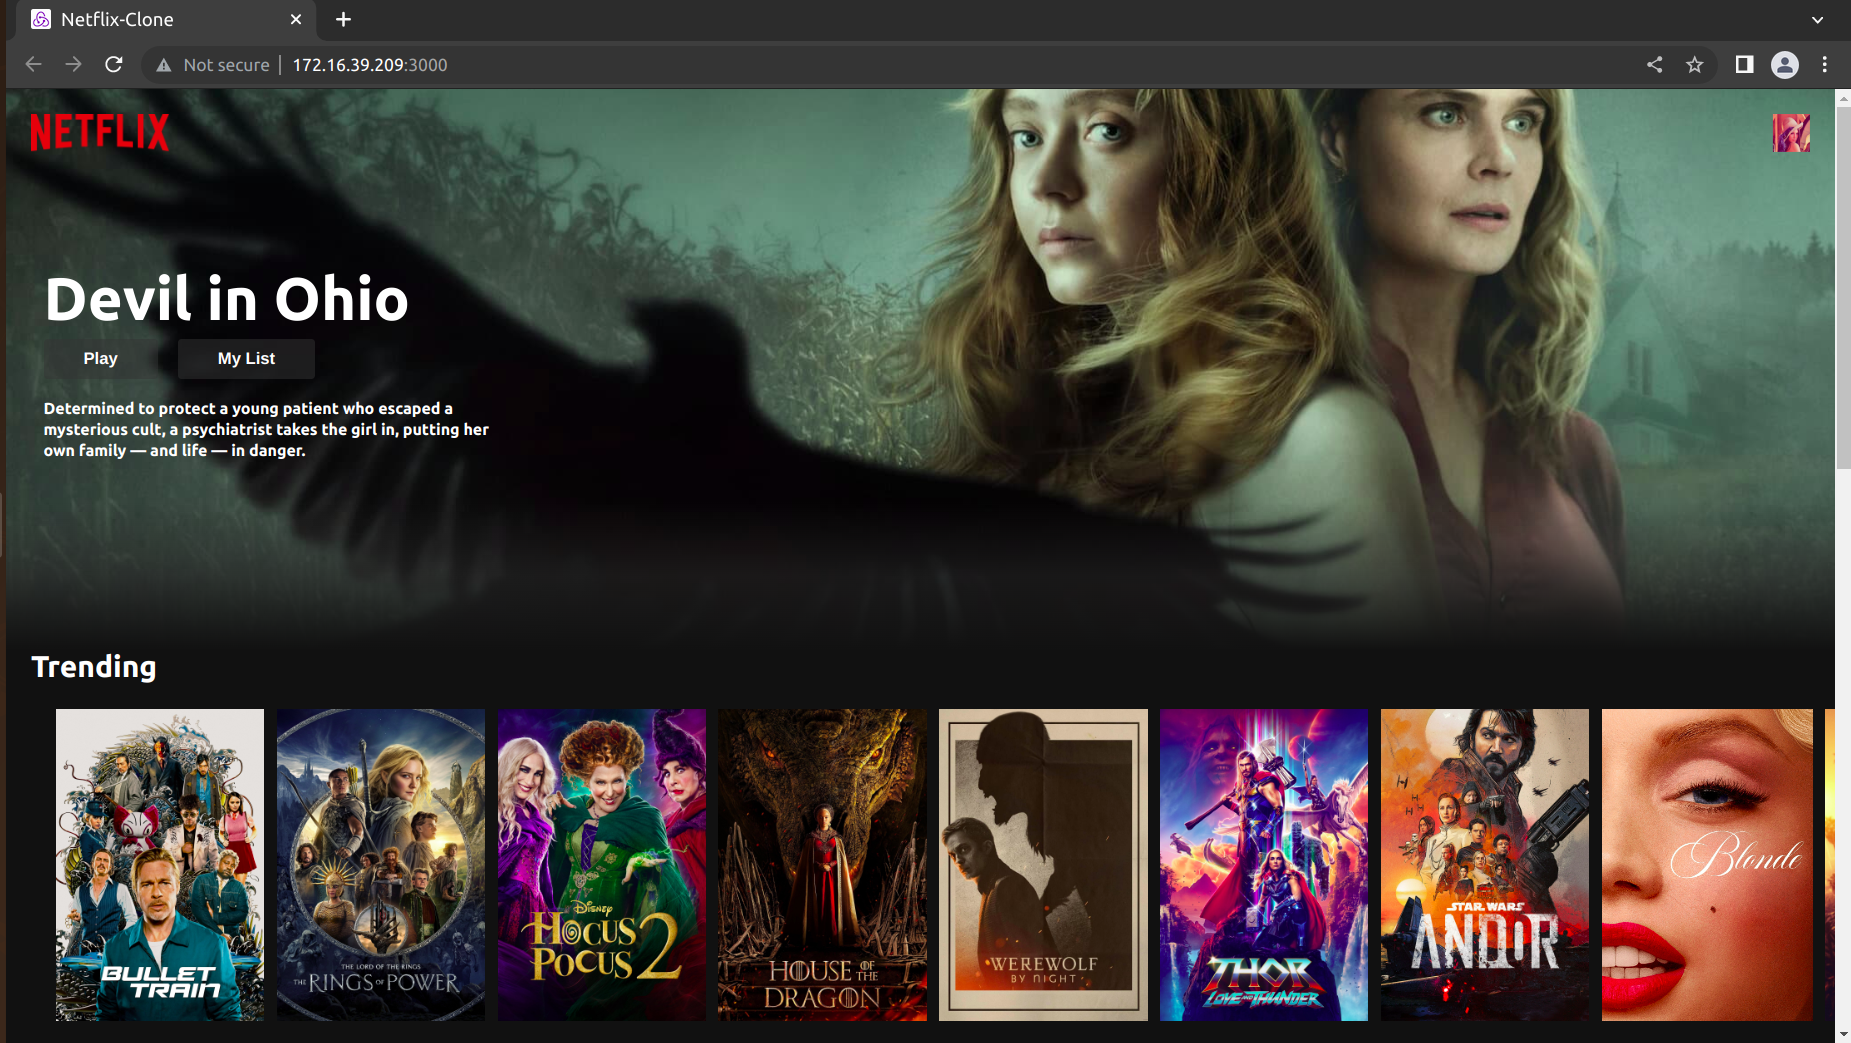 Netflix-Clone
Not secure 172.16.39.209:3000
NETFLIX
Devil in Ohio
Play
My List
Determined to protect a young patient who escaped a
mysterious cult, a psychiatrist takes the girl in, putting her
own family — and life — in danger.
Trending
BULLET
TRAIN
THE LORD OF THE RINGS
THE RINGS OF POWER
Disney
HOCUS
POCUS 2
HOUSE OF THE
DRAGON
WEREWOLF
BY NIGHT
THOR
LOVE AND THUNDER
STAR WARS
ANDOR
Blonde